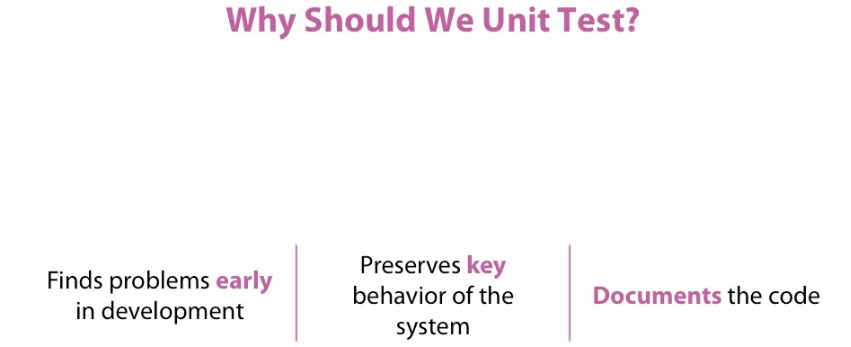 Why Should We Unit Test?
Finds problems early
in development
Preserves key
behavior of the
system
Documents the code